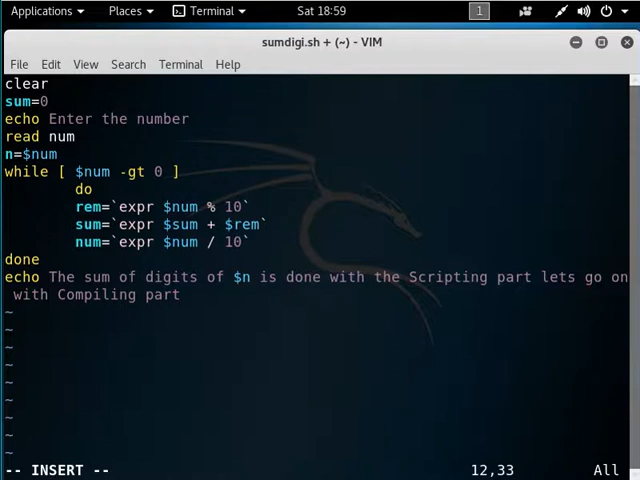 Applications Places Terminal Sat 18:59 1
sumdigi.sh + (~) - VIM
File Edit View Search Terminal Help
clear
sum=0
echo Enter the number
read num
n=$num
while [ $num -gt 0 ]
do
rem=`expr $num % 10`
sum=`expr $sum + $rem`
num=`expr $num / 10`
done
echo The sum of digits of $n is done with the Scripting part lets go on
with Compiling part
~
~
~
~
~
~
~
~
~
-- INSERT -- 12,33 All